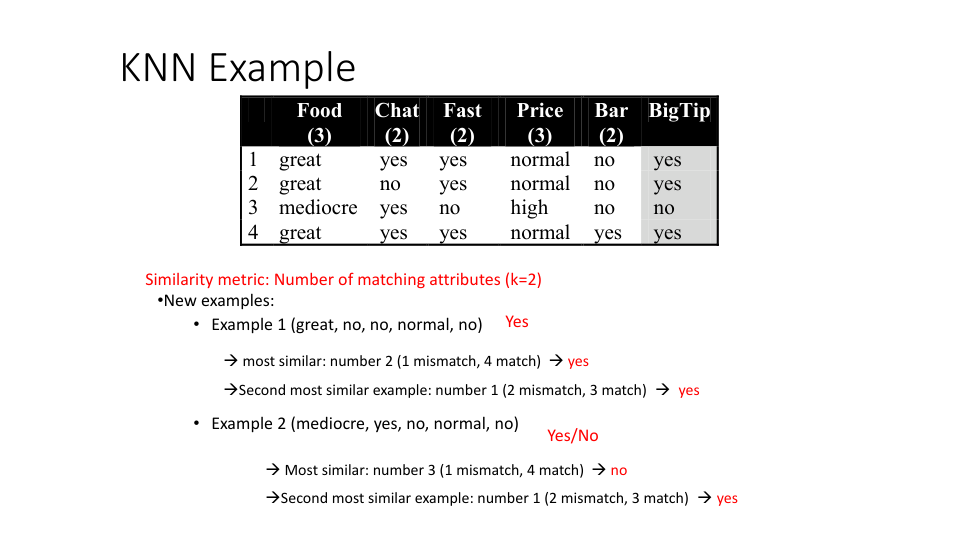 KNN Example
Food Chat Fast Price Bar BigTip
(3) (2) (2) (3) (2)
1 great yes yes normal no yes
2 great no yes normal no yes
3 mediocre yes no high no no
4 great yes yes normal yes yes
Similarity metric: Number of matching attributes (k=2)
•New examples:
• Example 1 (great, no, no, normal, no) Yes
→ most similar: number 2 (1 mismatch, 4 match) → yes
→Second most similar example: number 1 (2 mismatch, 3 match) → yes
• Example 2 (mediocre, yes, no, normal, no)
Yes/No
→ Most similar: number 3 (1 mismatch, 4 match) → no
→Second most similar example: number 1 (2 mismatch, 3 match) → yes